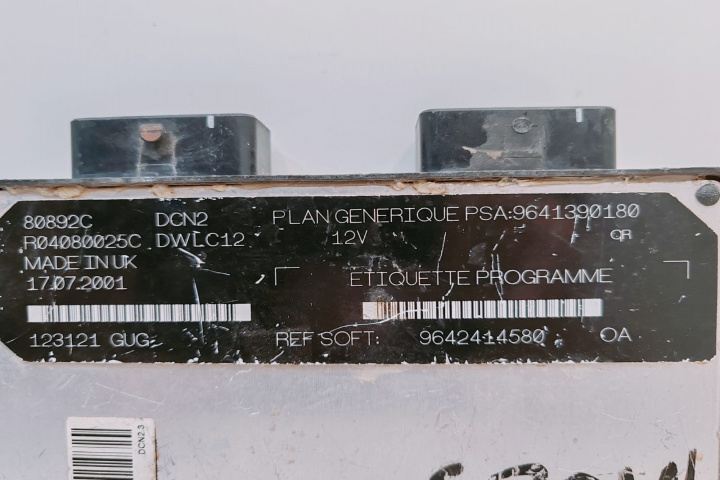 80892C DCN2 PLAN GENERIQUE PSA:9641390180
R04080025C DWLC12 12V QR
MADE IN UK
17.07.2001 ETIQUETTE PROGRAMME
123121 GUG REF SOFT: 9642414580 OA
DCN2.3